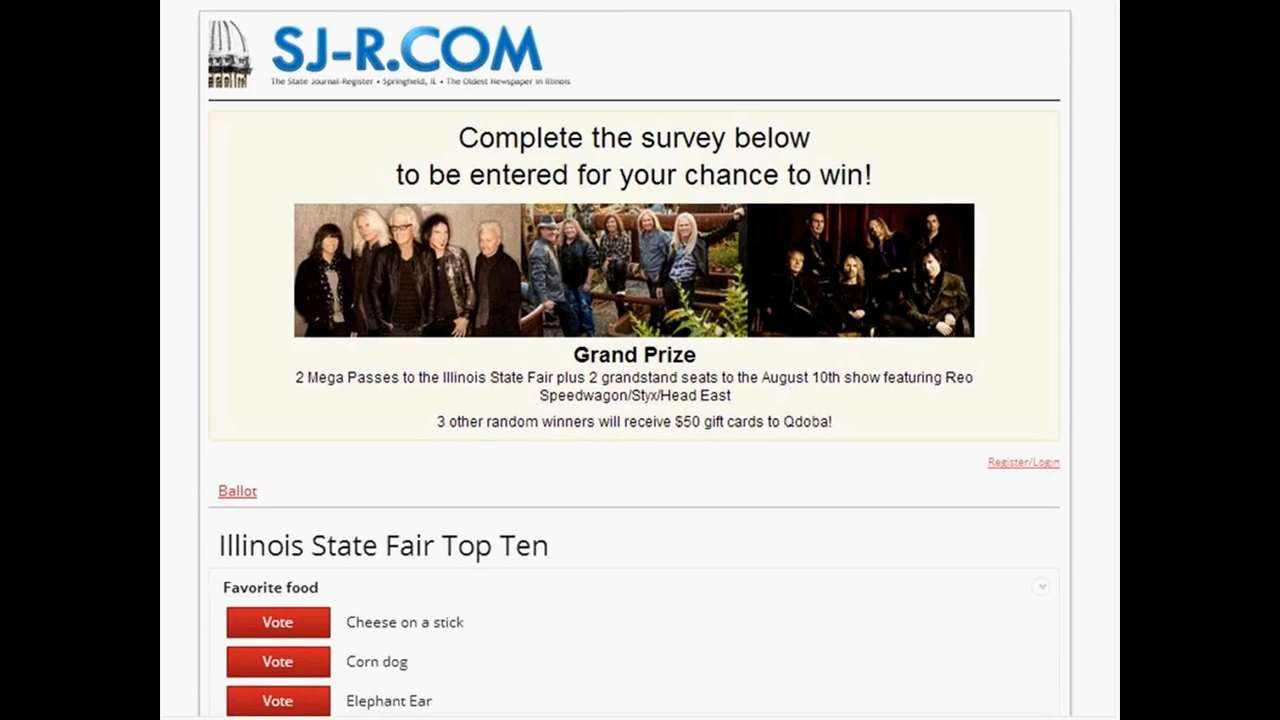 SJ-R.COM
The State Journal-Register • Springfield, IL • The Oldest Newspaper in Illinois
Complete the survey below
to be entered for your chance to win!
Grand Prize
2 Mega Passes to the Illinois State Fair plus 2 grandstand seats to the August 10th show featuring Reo
Speedwagon/Styx/Head East
3 other random winners will receive $50 gift cards to Qdoba!
Register/Login
Ballot
Illinois State Fair Top Ten
Favorite food
Vote Cheese on a stick
Vote Corn dog
Vote Elephant Ear